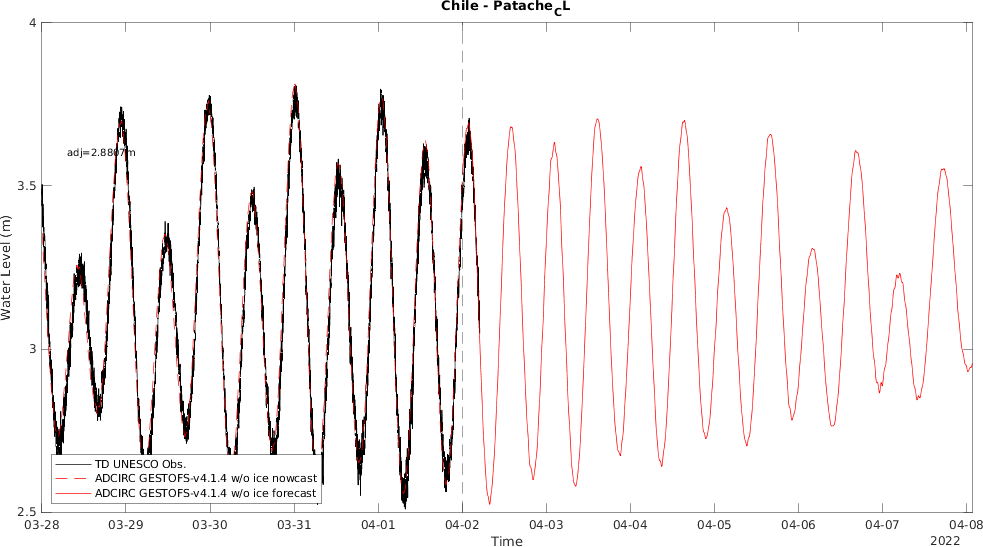 Chile - Patache_CL
4
3.5
3
2.5
Water Level (m)
adj=2.8807m
TD UNESCO Obs.
ADCIRC GESTOFS-v4.1.4 w/o ice nowcast
ADCIRC GESTOFS-v4.1.4 w/o ice forecast
03-28 03-29 03-30 03-31 04-01 04-02 04-03 04-04 04-05 04-06 04-07 04-08
Time
2022